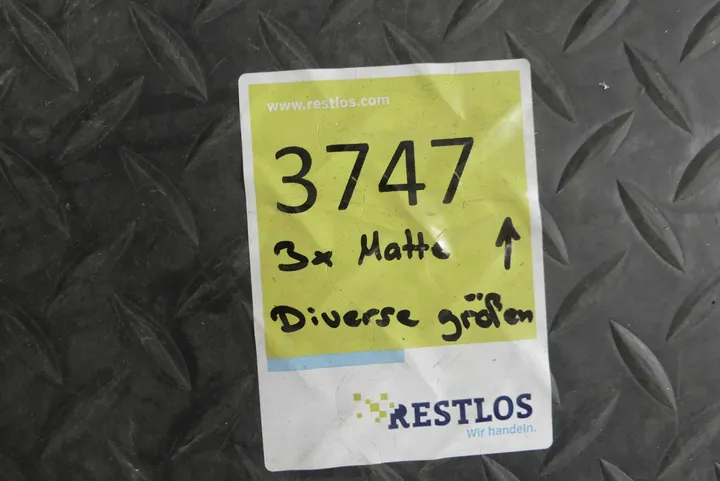 www.restlos.com
3747
3x Matte ↑
Diverse größen
RESTLOS
Wir handeln.